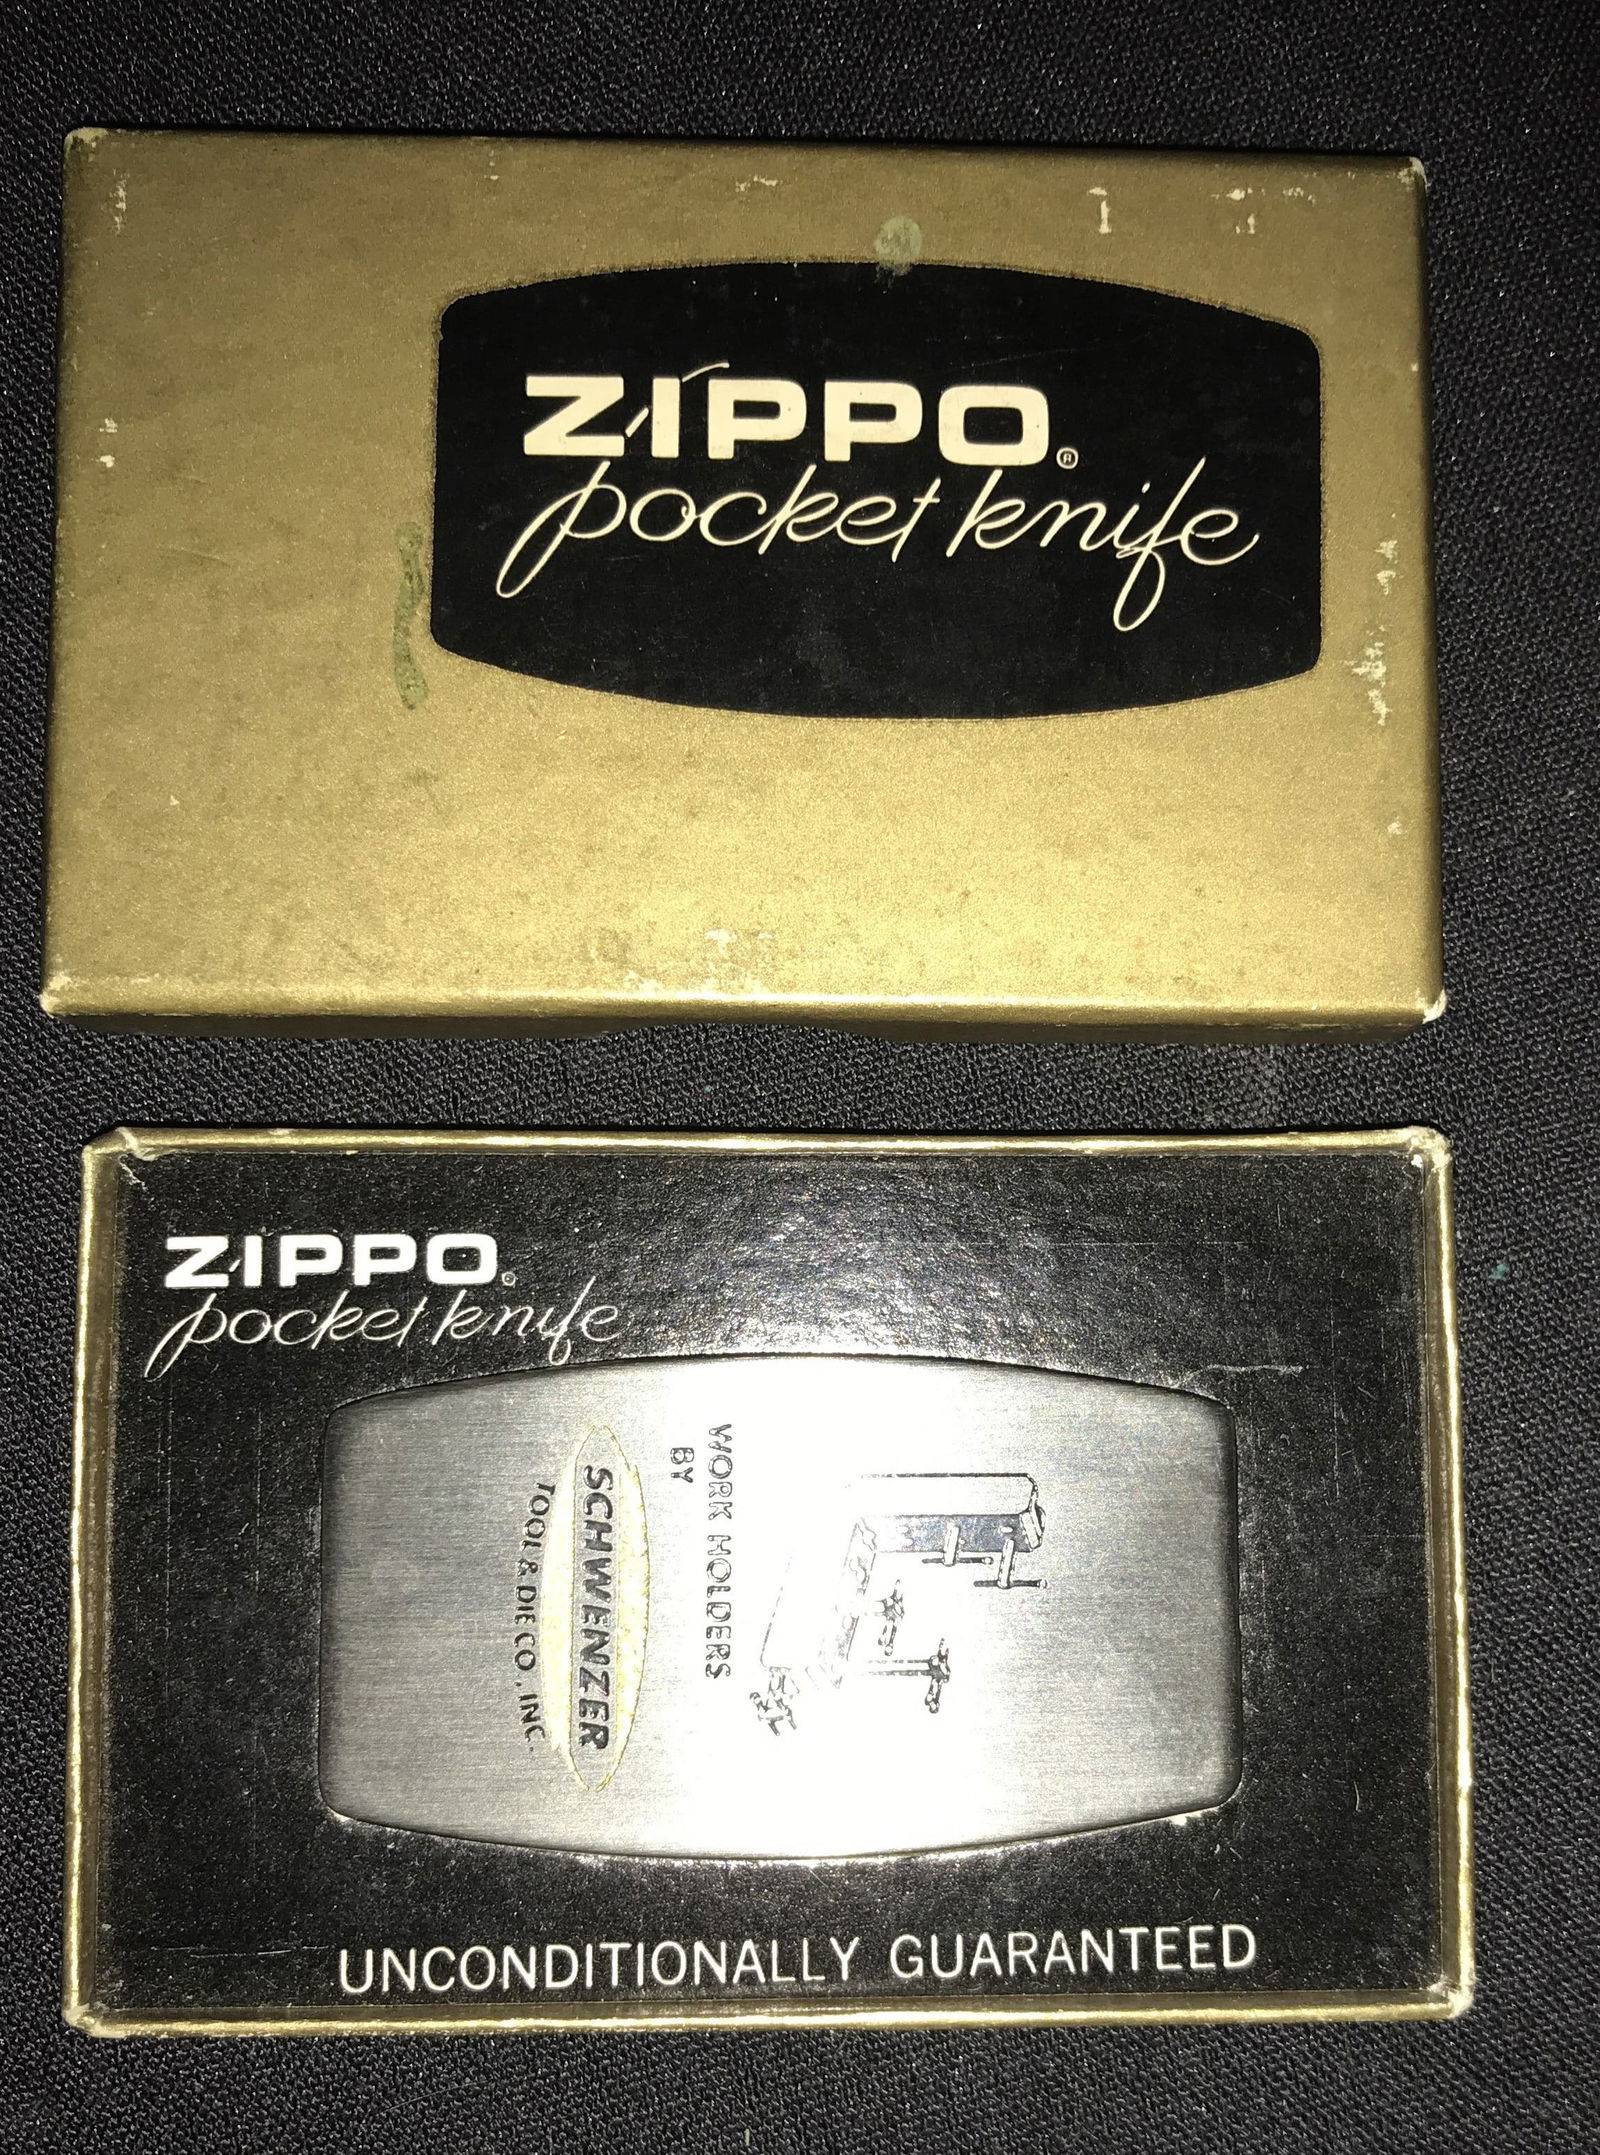 ZIPPO®
pocket knife
ZIPPO®
pocket knife
WORK HOLDERS
BY
SCHWENZER
TOOL & DIE CO., INC.
UNCONDITIONALLY GUARANTEED